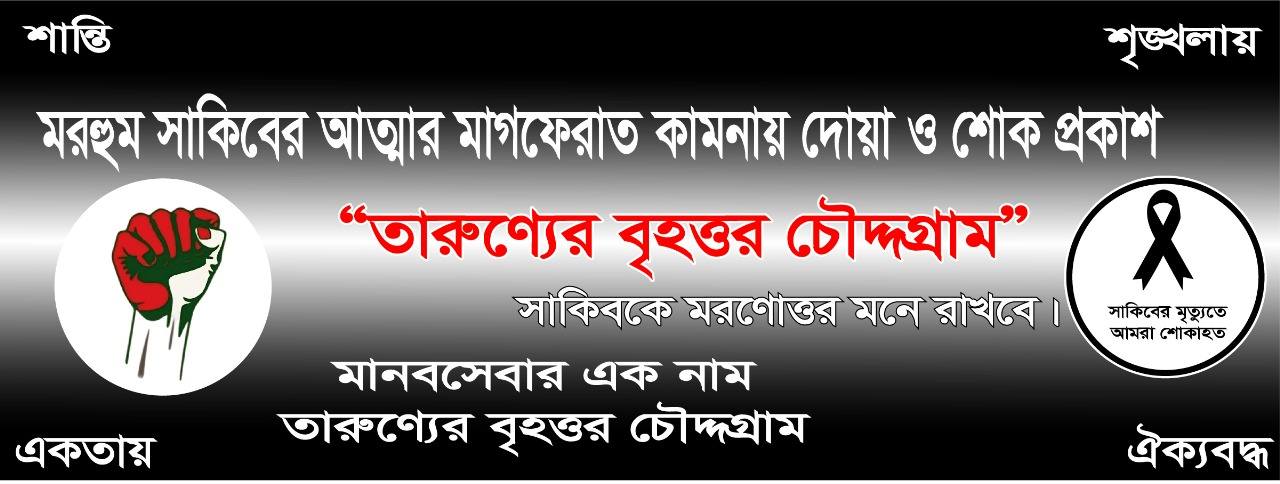 শান্তি
শৃঙ্খলায়
মরহুম সাকিবের আত্মার মাগফেরাত কামনায় দোয়া ও শোক প্রকাশ
“তারুণ্যের বৃহত্তর চৌদ্দগ্রাম”
সাকিবকে মরণোত্তর মনে রাখবে।
সাকিবের মৃত্যুতে
আমরা শোকাহত
মানবসেবার এক নাম
তারুণ্যের বৃহত্তর চৌদ্দগ্রাম
একতায়
ঐক্যবদ্ধ